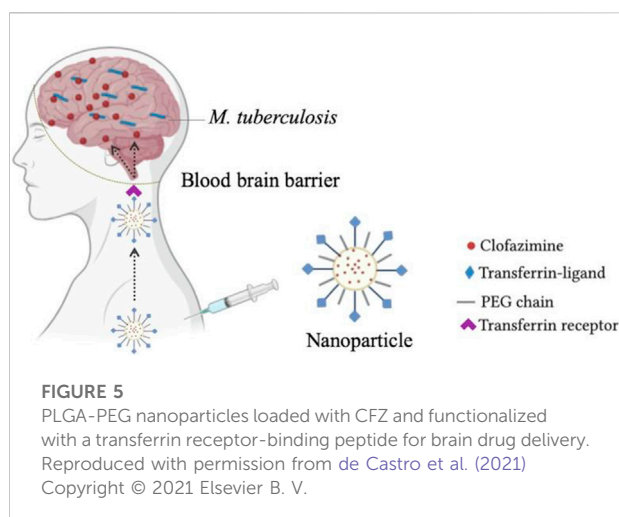 M. tuberculosis
Blood brain barrier
Nanoparticle
Clofazimine
Transferrin-ligand
PEG chain
Transferrin receptor
FIGURE 5
PLGA-PEG nanoparticles loaded with CFZ and functionalized
with a transferrin receptor-binding peptide for brain drug delivery.
Reproduced with permission from de Castro et al. (2021)
Copyright © 2021 Elsevier B. V.